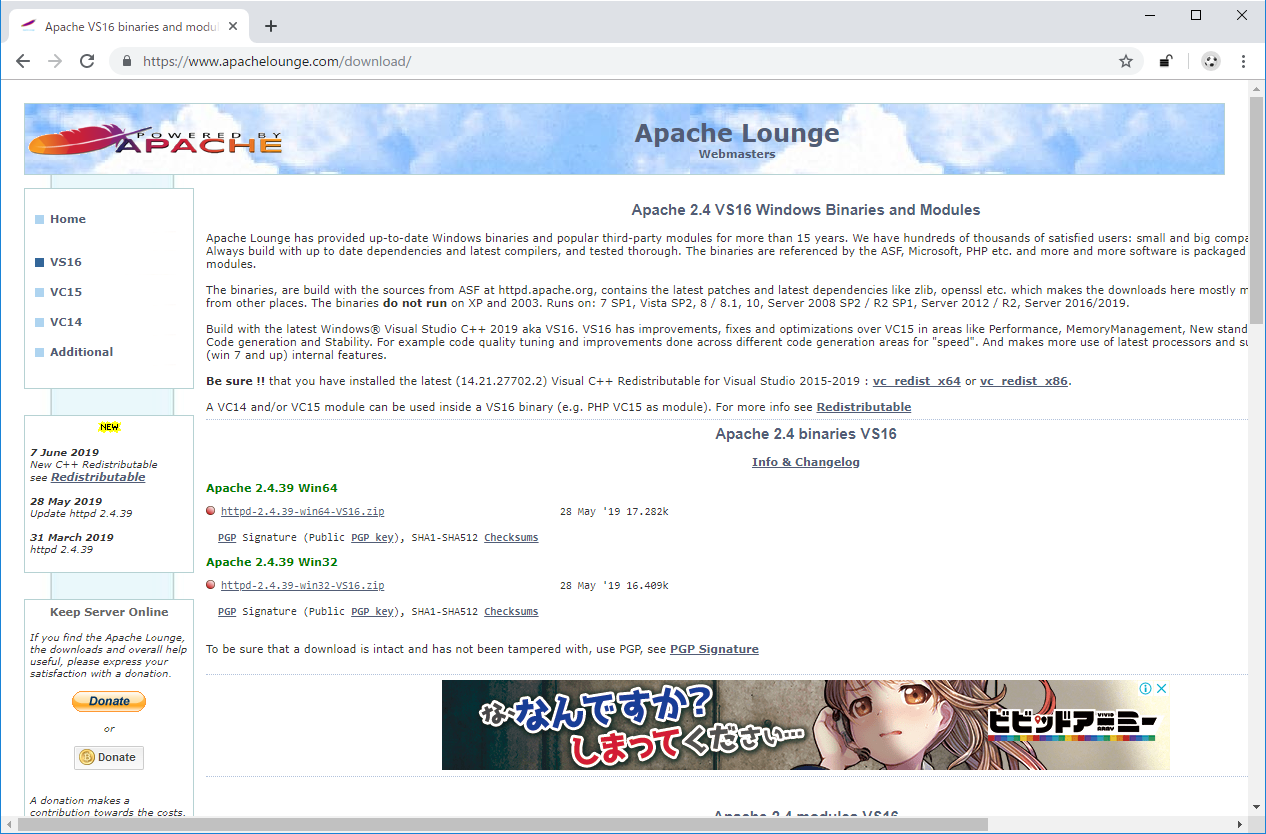 Apache VS16 binaries and modul
https://www.apachelounge.com/download/
POWERED BY
APACHE
Apache Lounge
Webmasters
Home
VS16
VC15
VC14
Additional
NEW
7 June 2019
New C++ Redistributable
see Redistributable
28 May 2019
Update httpd 2.4.39
31 March 2019
httpd 2.4.39
Keep Server Online
If you find the Apache Lounge,
the downloads and overall help
useful, please express your
satisfaction with a donation.
Donate
or
Donate
A donation makes a
contribution towards the costs.
Apache 2.4 VS16 Windows Binaries and Modules
Apache Lounge has provided up-to-date Windows binaries and popular third-party modules for more than 15 years. We have hundreds of thousands of satisfied users: small and big compa
Always build with up to date dependencies and latest compilers, and tested thorough. The binaries are referenced by the ASF, Microsoft, PHP etc. and more and more software is packaged
modules.
The binaries, are build with the sources from ASF at httpd.apache.org, contains the latest patches and latest dependencies like zlib, openssl etc. which makes the downloads here mostly m
from other places. The binaries do not run on XP and 2003. Runs on: 7 SP1, Vista SP2, 8 / 8.1, 10, Server 2008 SP2 / R2 SP1, Server 2012 / R2, Server 2016/2019.
Build with the latest Windows® Visual Studio C++ 2019 aka VS16. VS16 has improvements, fixes and optimizations over VC15 in areas like Performance, MemoryManagement, New stand
Code generation and Stability. For example code quality tuning and improvements done across different code generation areas for "speed". And makes more use of latest processors and su
(win 7 and up) internal features.
Be sure !! that you have installed the latest (14.21.27702.2) Visual C++ Redistributable for Visual Studio 2015-2019 : vc_redist_x64 or vc_redist_x86.
A VC14 and/or VC15 module can be used inside a VS16 binary (e.g. PHP VC15 as module). For more info see Redistributable
Apache 2.4 binaries VS16
Info & Changelog
Apache 2.4.39 Win64
httpd-2.4.39-win64-VS16.zip 28 May '19 17.282k
PGP Signature (Public PGP key), SHA1-SHA512 Checksums
Apache 2.4.39 Win32
httpd-2.4.39-win32-VS16.zip 28 May '19 16.409k
PGP Signature (Public PGP key), SHA1-SHA512 Checksums
To be sure that a download is intact and has not been tampered with, use PGP, see PGP Signature
な~なんですか?
しまってください…
ビビッドアーミー
VIVID ARMY
Apache 2.4 modules VS16